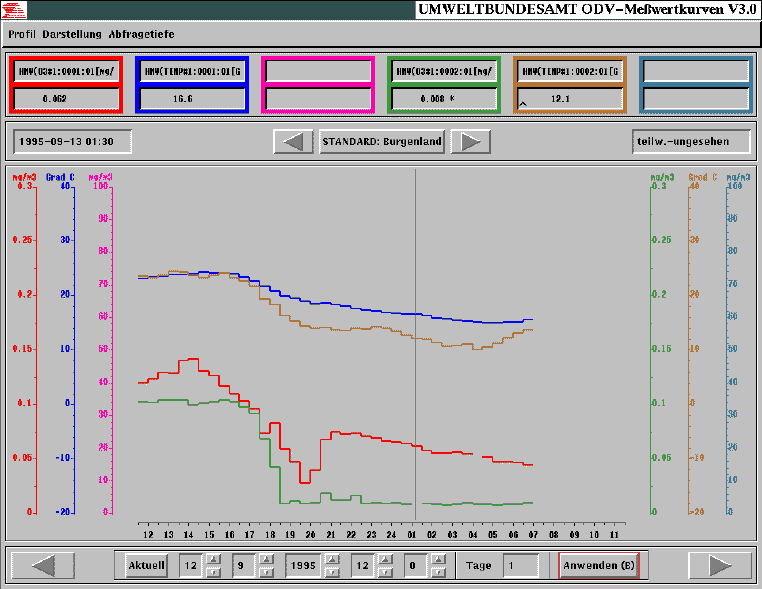 UMWELTBUNDESAMT ODV–Meßwertkurven V3.0
Profil Darstellung Abfragetiefe
HMW(O3#1:0001:01[mg/ HMW(TEMP#1:0001:01[G HMW(O3#1:0002:01[mg/ HMW(TEMP#1:0002:01[G
0.062 16.6 0.008 * 12.1
1995-09-13 01:30 STANDARD: Burgenland teilw.-ungesehen
mg/m3 Grad C mg/m3 mg/m3 Grad C mg/m3
0.3 40 100 0.3 40 100
90 90
0.25 30 80 0.25 30 80
70 70
0.2 20 0.2 20
60 60
0.15 10 50 0.15 10 50
40 40
0.1 0 0.1 0
30 30
20 20
0.05 -10 0.05 -10
10 10
0 -20 0 0 -20 0
12 13 14 15 16 17 18 19 20 21 22 23 24 01 02 03 04 05 06 07 08 09 10 11
Aktuell 12 9 1995 12 0 Tage 1 Anwenden (B)